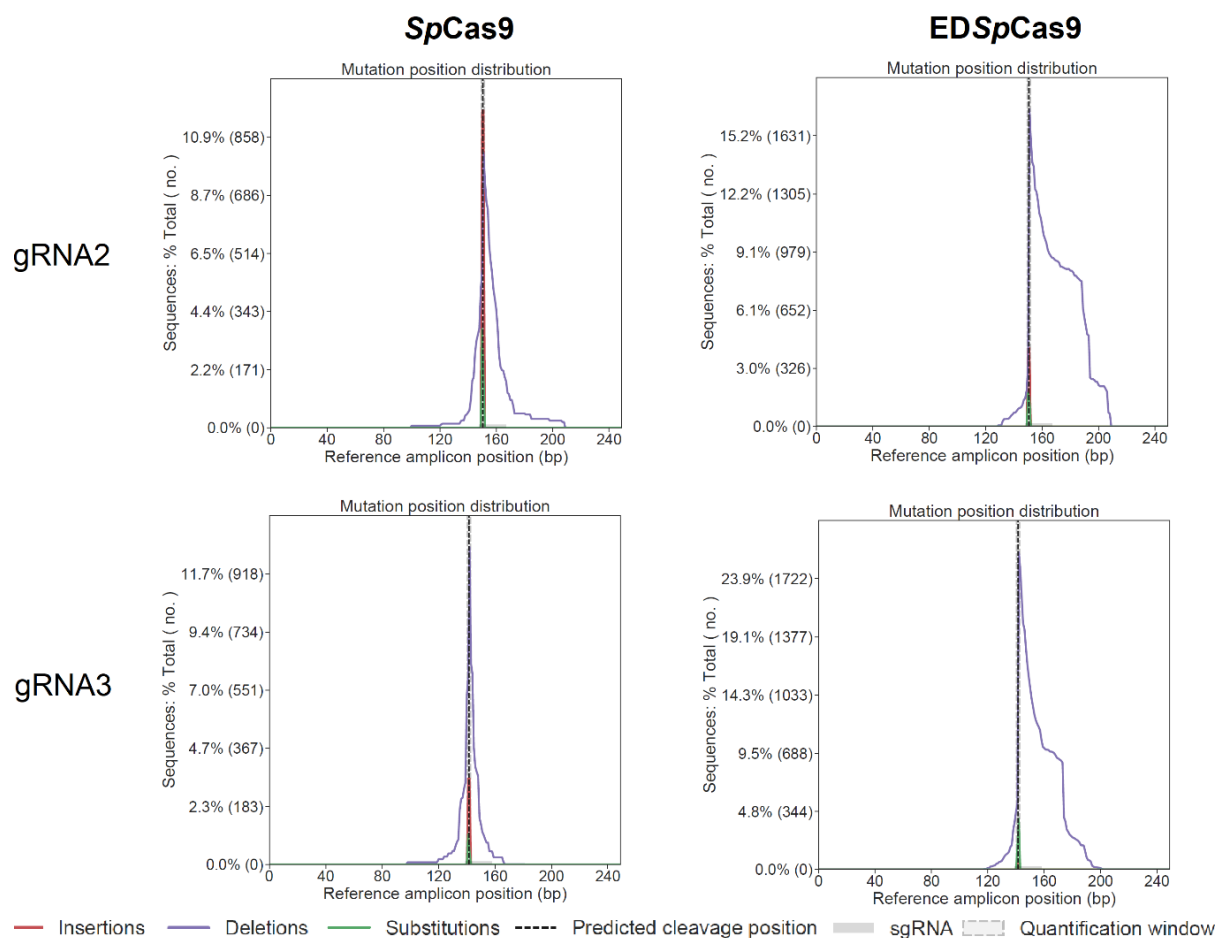 SpCas9
EDSpCas9
gRNA2
Mutation position distribution
Sequences: % Total ( no. )
10.9% (858)
8.7% (686)
6.5% (514)
4.4% (343)
2.2% (171)
0.0% (0)
0 40 80 120 160 200 240
Reference amplicon position (bp)
Mutation position distribution
Sequences: % Total ( no. )
15.2% (1631)
12.2% (1305)
9.1% (979)
6.1% (652)
3.0% (326)
0.0% (0)
0 40 80 120 160 200 240
Reference amplicon position (bp)
gRNA3
Mutation position distribution
Sequences: % Total ( no. )
11.7% (918)
9.4% (734)
7.0% (551)
4.7% (367)
2.3% (183)
0.0% (0)
0 40 80 120 160 200 240
Reference amplicon position (bp)
Mutation position distribution
Sequences: % Total ( no. )
23.9% (1722)
19.1% (1377)
14.3% (1033)
9.5% (688)
4.8% (344)
0.0% (0)
0 40 80 120 160 200 240
Reference amplicon position (bp)
Insertions Deletions Substitutions Predicted cleavage position sgRNA Quantification window